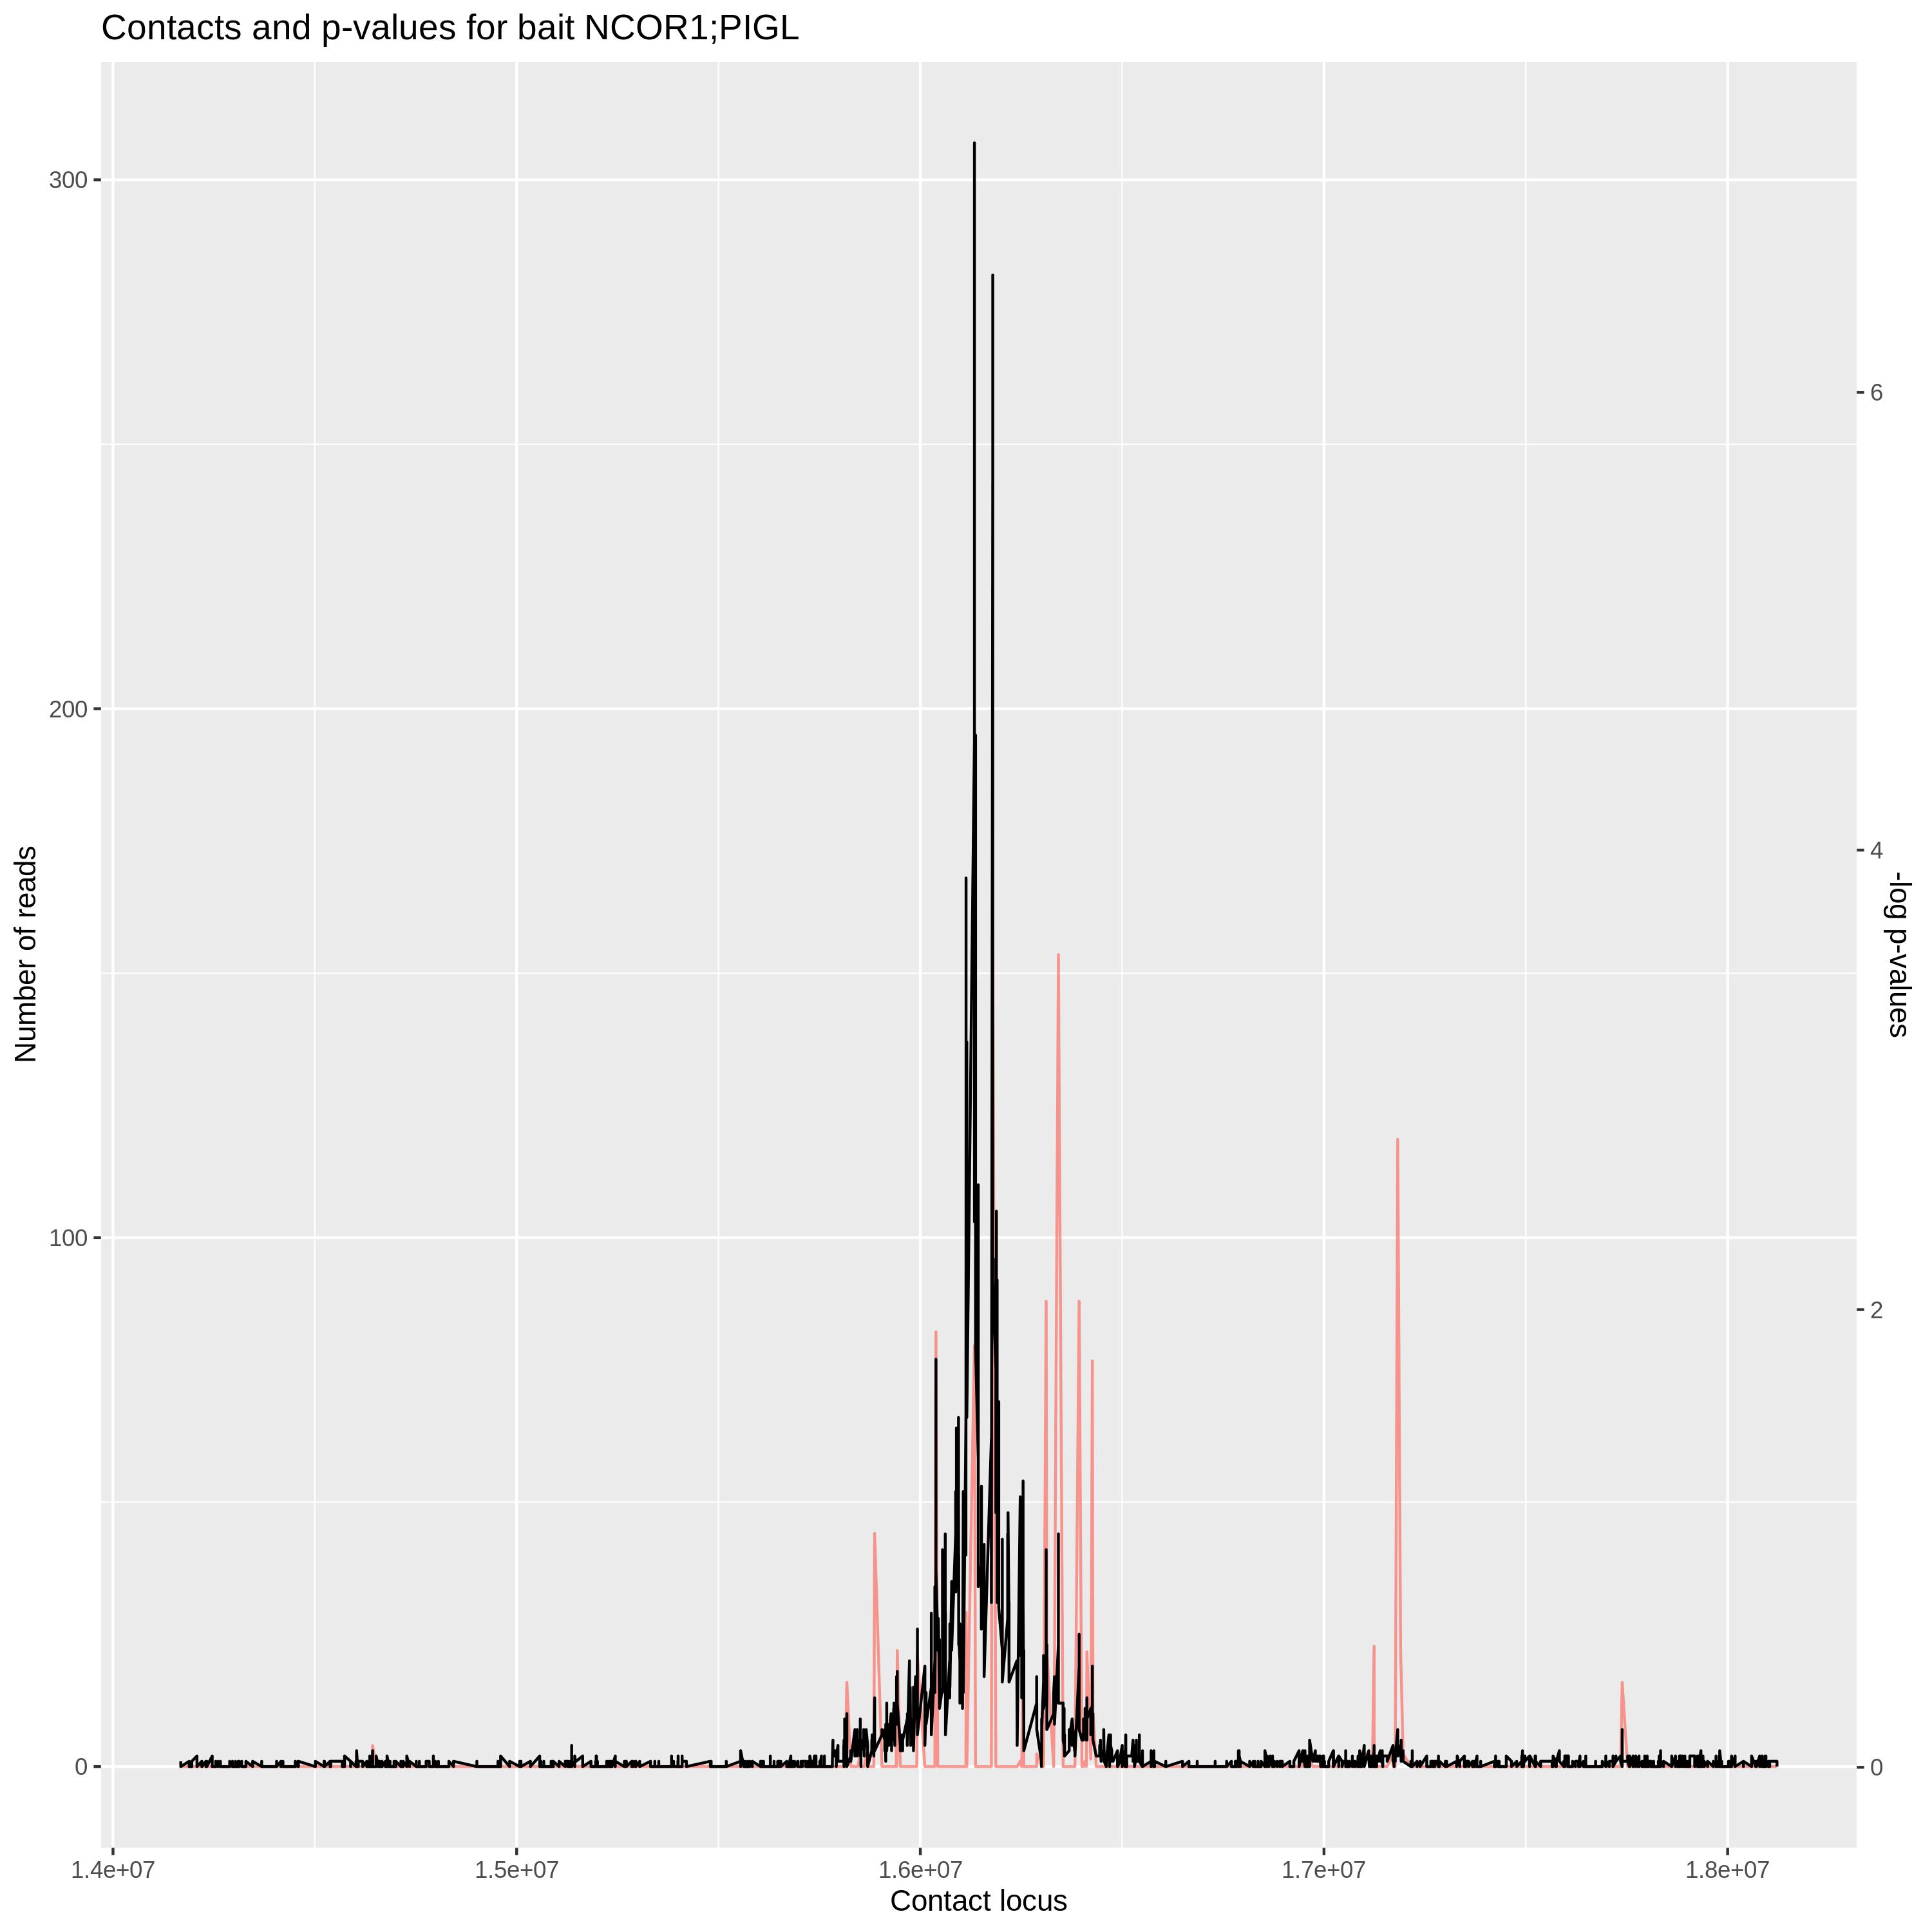 Contacts and p-values for bait NCOR1;PIGL
300
200
100
0
Number of reads
6
4
2
0
-log p-values
1.4e+07
1.5e+07
1.6e+07
1.7e+07
1.8e+07
Contact locus